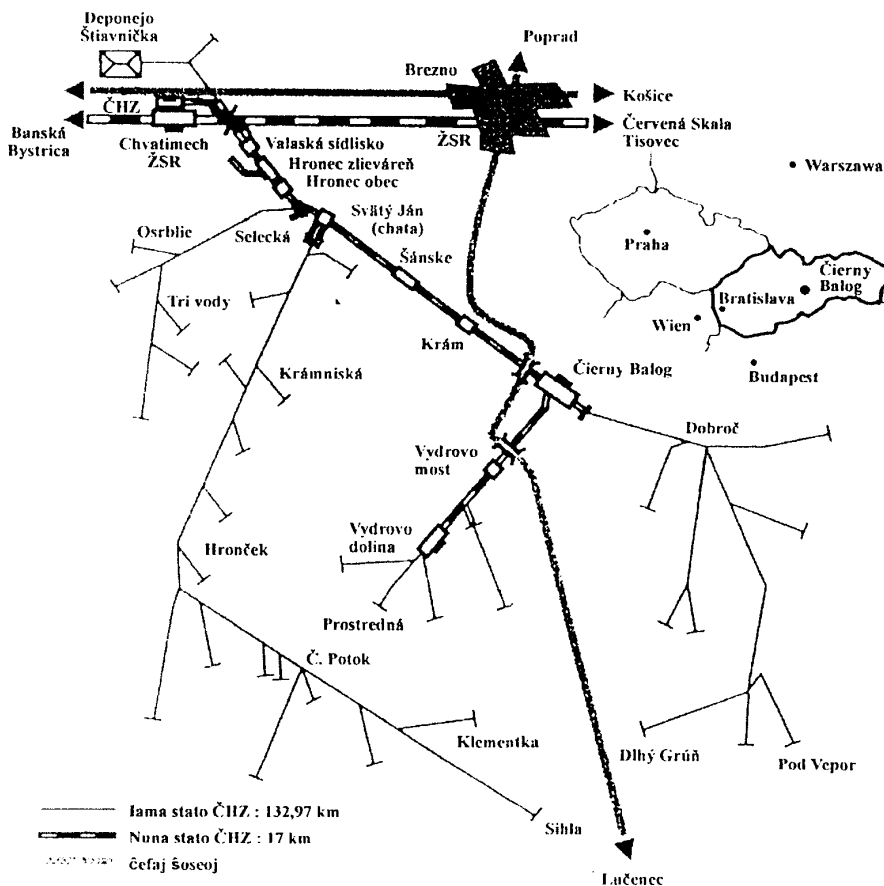 Deponejo
Štiavnička
Poprad
Brezno
Košice
ČHZ
Banská
Bystrica
Chvatimech
ŽSR
Valaská sídlisko
Hronec zlieváreň
Hronec obec
ŽSR
Červená Skala
Tisovec
Warszawa
Osrblie
Selecká
Svätý Ján
(chata)
Praha
Šánske
Čierny
Balog
Bratislava
Tri vody
Wien
Krám
Budapest
Krámniská
Čierny Balog
Dobroč
Vydrovo
most
Vydrovo
dolina
Hronček
Prostredná
Č. Potok
Klementka
Dlhý Grúň
Pod Vepor
Sihla
Iama stato ČHZ : 132,97 km
Nuna stato ČHZ : 17 km
ĉefaj ŝoseoj
Lučenec